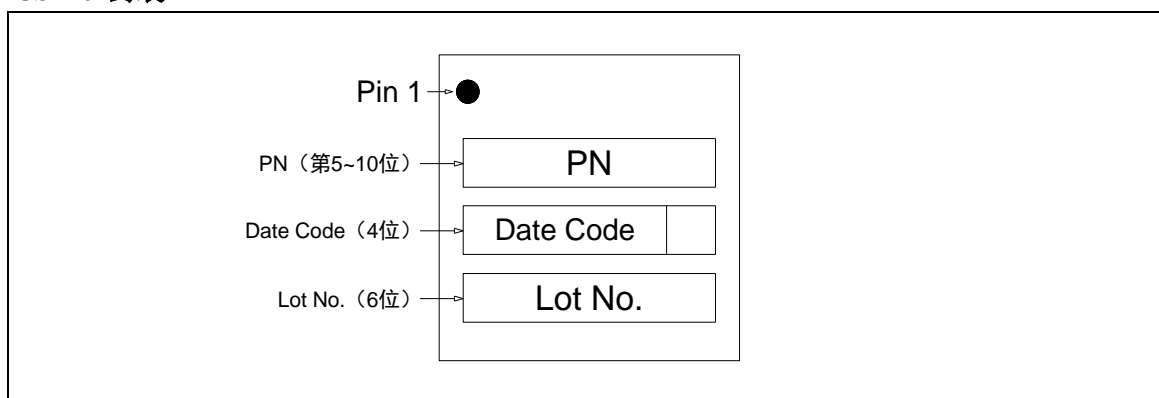 Pin 1
PN（第5~10位）
PN
Date Code（4位）
Date Code
Lot No.（6位）
Lot No.